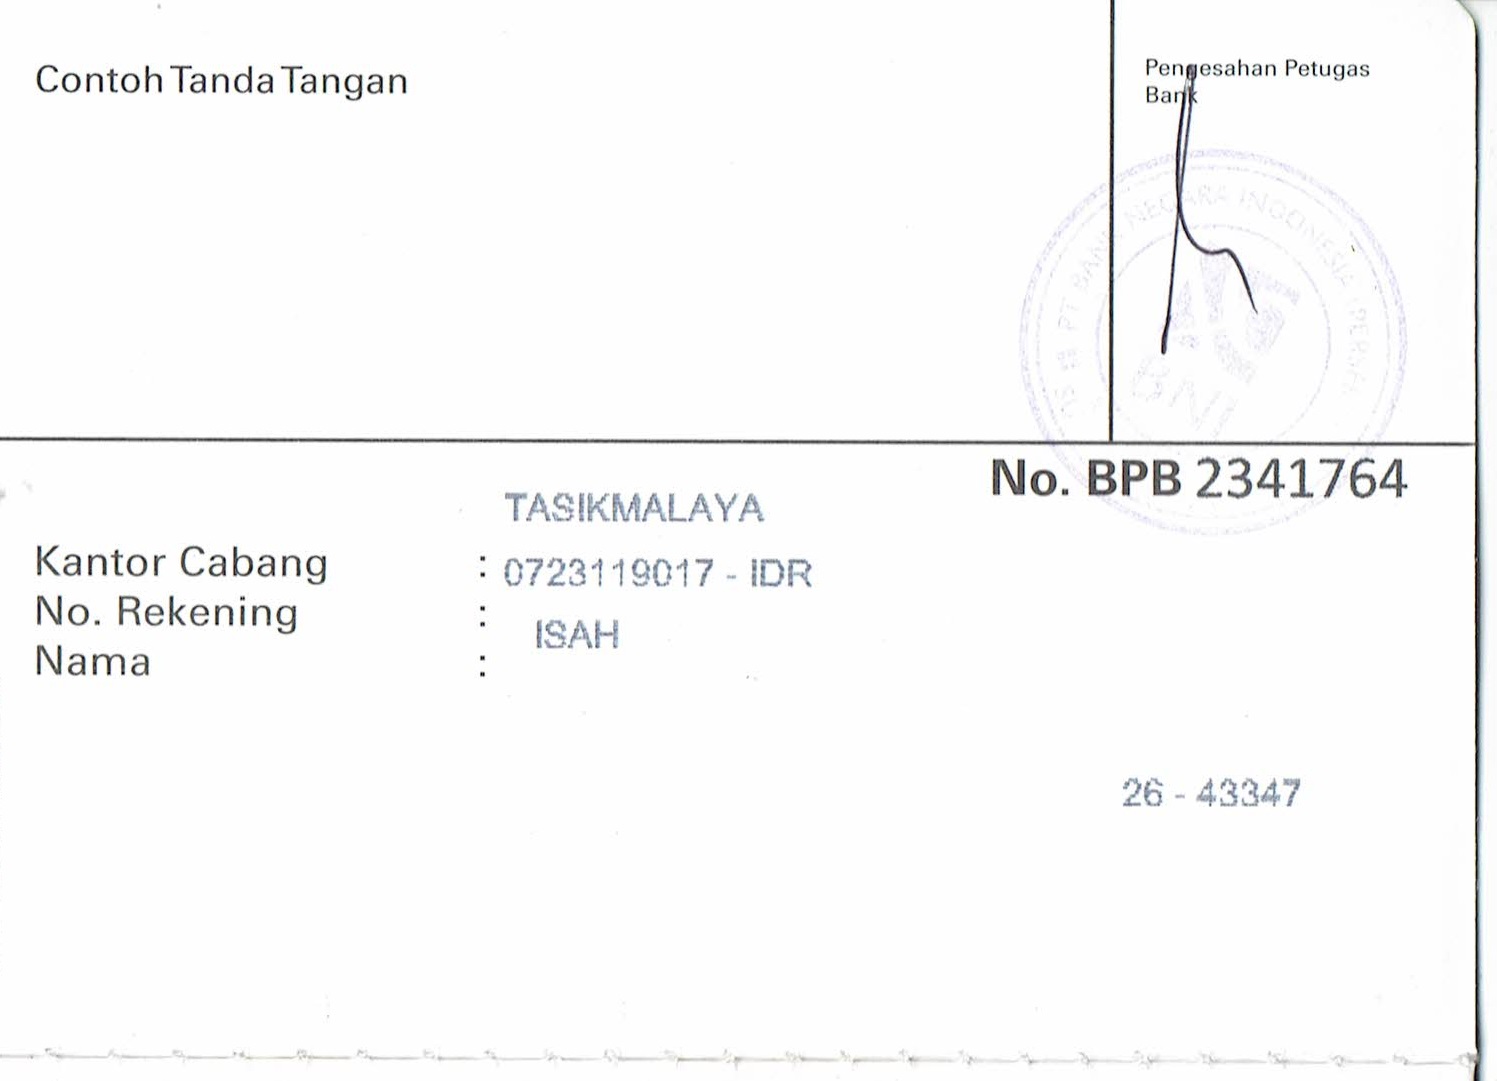 Contoh Tanda Tangan
Pengesahan Petugas
Bank
PT BANK NEGARA INDONESIA
BNI
No. BPB 2341764
TASIKMALAYA
Kantor Cabang :
0723119017 - IDR
No. Rekening :
ISAH
Nama :
26 - 43347